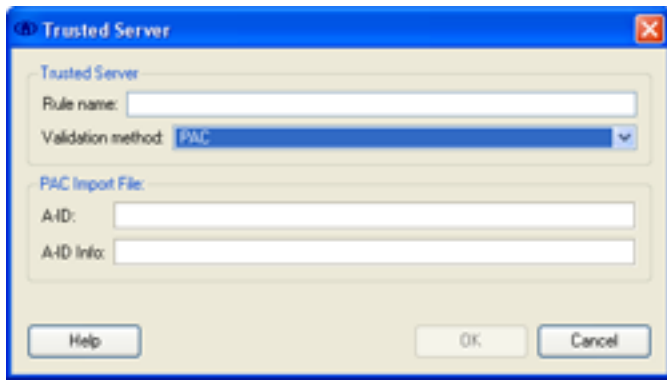 Trusted Server
Trusted Server
Rule name:
Validation method: PAC
PAC Import File:
A-ID:
A-ID Info:
Help OK Cancel